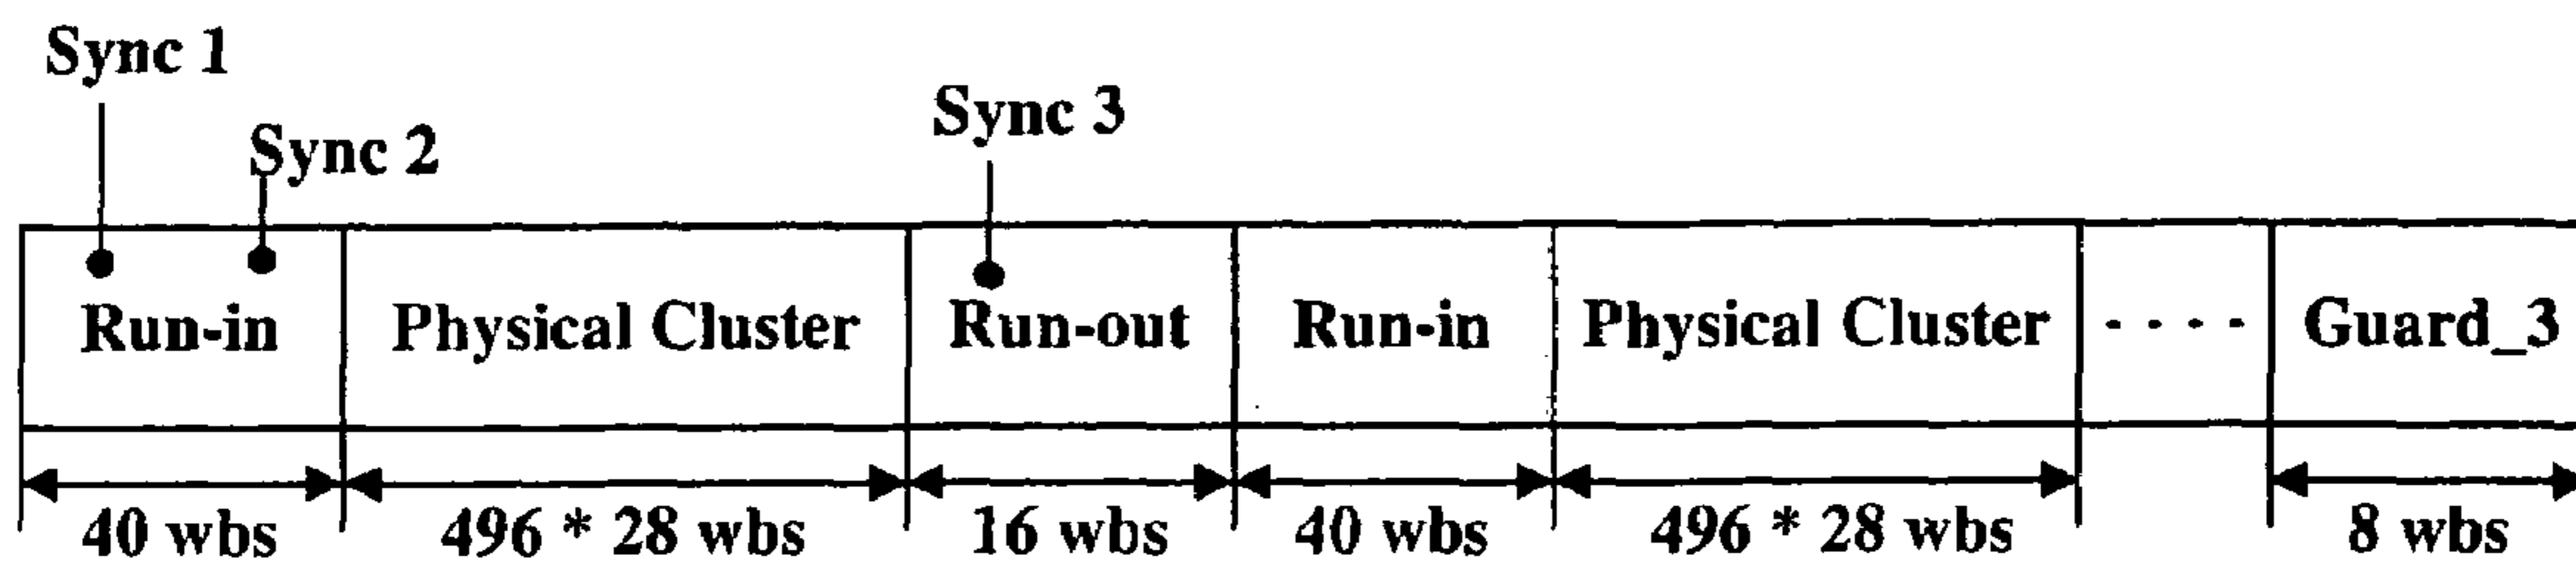 Sync 1
Sync 2
Sync 3
Run-in
Physical Cluster
Run-out
Run-in
Physical Cluster
. . . .
Guard_3
40 wbs
496 * 28 wbs
16 wbs
40 wbs
496 * 28 wbs
8 wbs